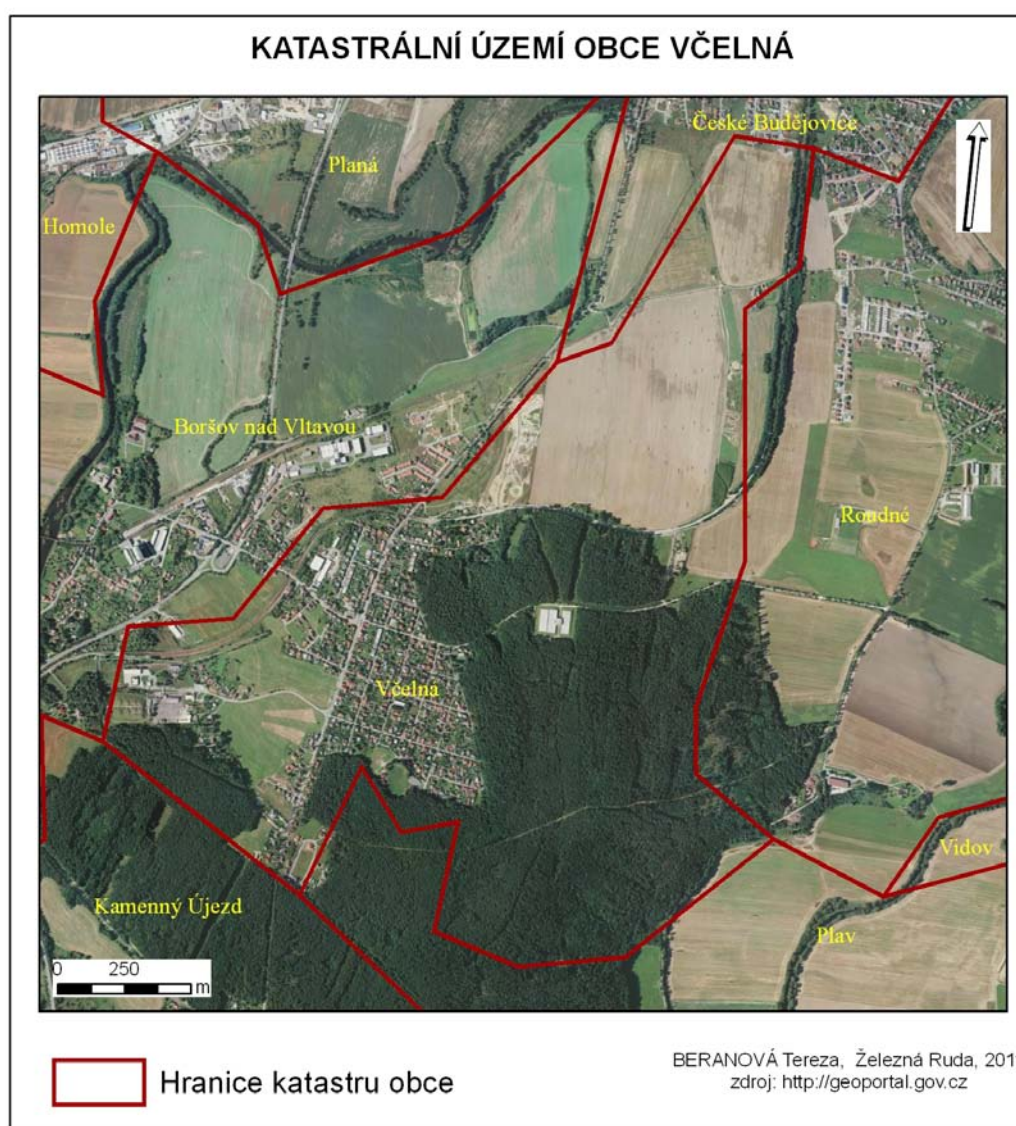 KATASTRÁLNÍ ÚZEMÍ OBCE VČELNÁ
České Budějovice
Planá
Homole
Boršov nad Vltavou
Roudné
Včelná
Vidov
Kamenný Újezd
Plav
0 250
m
Hranice katastru obce
BERANOVÁ Tereza, Železná Ruda, 201
zdroj: http://geoportal.gov.cz